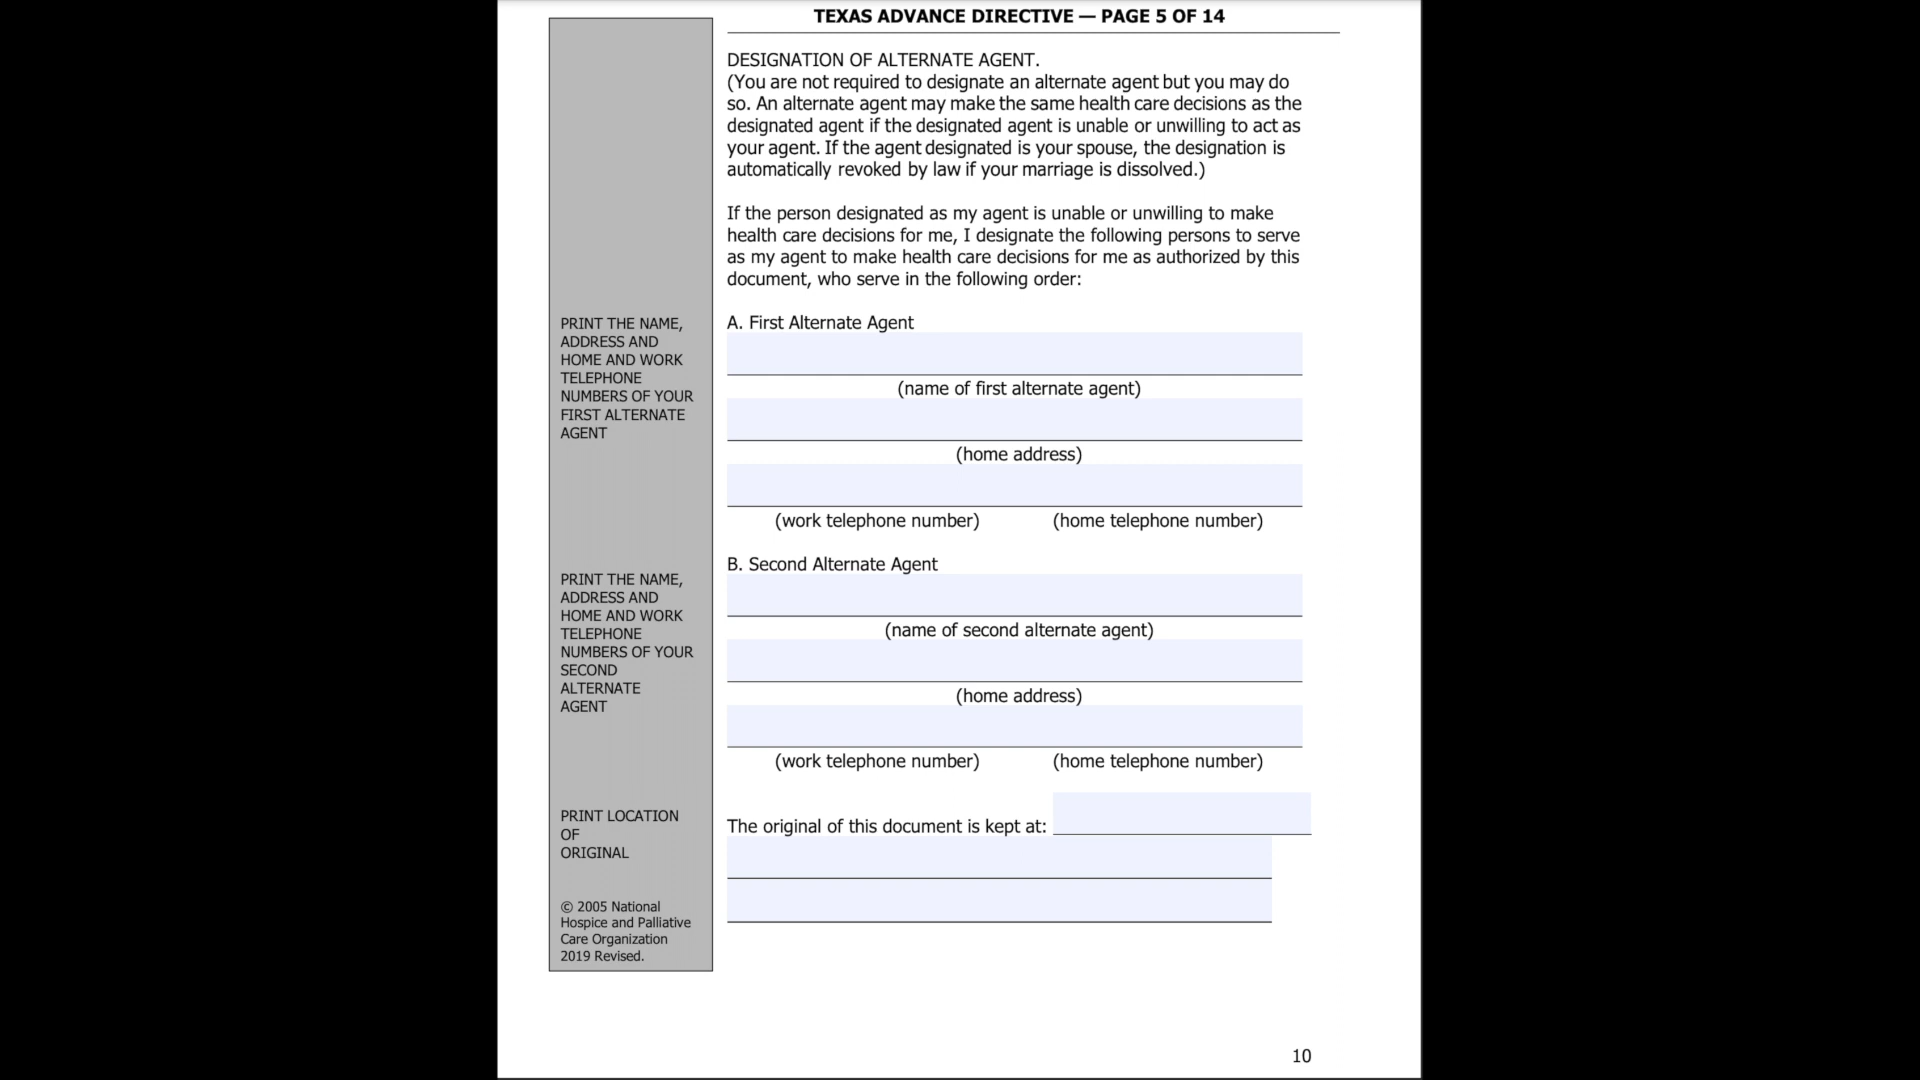 TEXAS ADVANCE DIRECTIVE — PAGE 5 OF 14
DESIGNATION OF ALTERNATE AGENT.
(You are not required to designate an alternate agent but you may do
so. An alternate agent may make the same health care decisions as the
designated agent if the designated agent is unable or unwilling to act as
your agent. If the agent designated is your spouse, the designation is
automatically revoked by law if your marriage is dissolved.)
If the person designated as my agent is unable or unwilling to make
health care decisions for me, I designate the following persons to serve
as my agent to make health care decisions for me as authorized by this
document, who serve in the following order:
PRINT THE NAME,
ADDRESS AND
HOME AND WORK
TELEPHONE
NUMBERS OF YOUR
FIRST ALTERNATE
AGENT
A. First Alternate Agent
(name of first alternate agent)
(home address)
(work telephone number) (home telephone number)
PRINT THE NAME,
ADDRESS AND
HOME AND WORK
TELEPHONE
NUMBERS OF YOUR
SECOND
ALTERNATE
AGENT
B. Second Alternate Agent
(name of second alternate agent)
(home address)
(work telephone number) (home telephone number)
PRINT LOCATION
OF
ORIGINAL
The original of this document is kept at:
© 2005 National
Hospice and Palliative
Care Organization
2019 Revised.
10